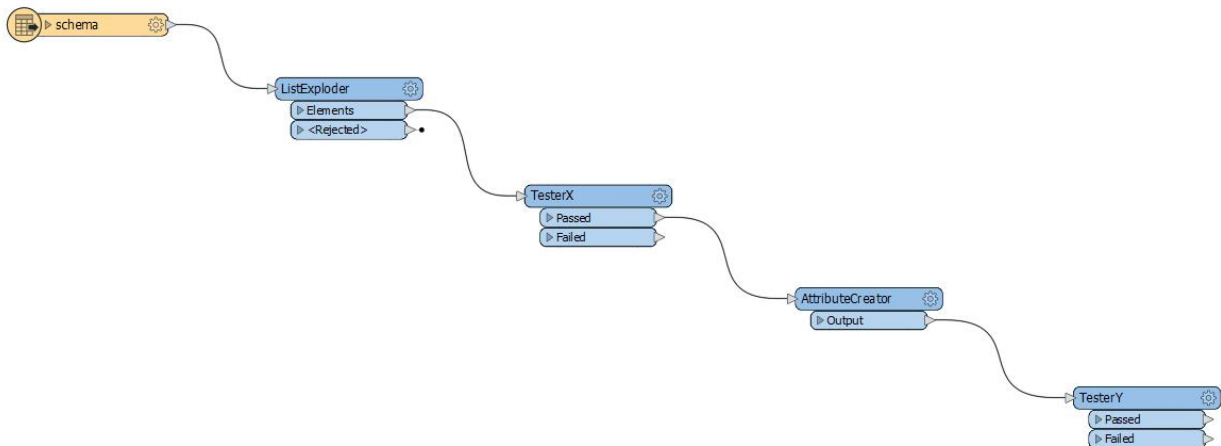 schema
ListExploder
Elements
<Rejected>
TesterX
Passed
Failed
AttributeCreator
Output
TesterY
Passed
Failed